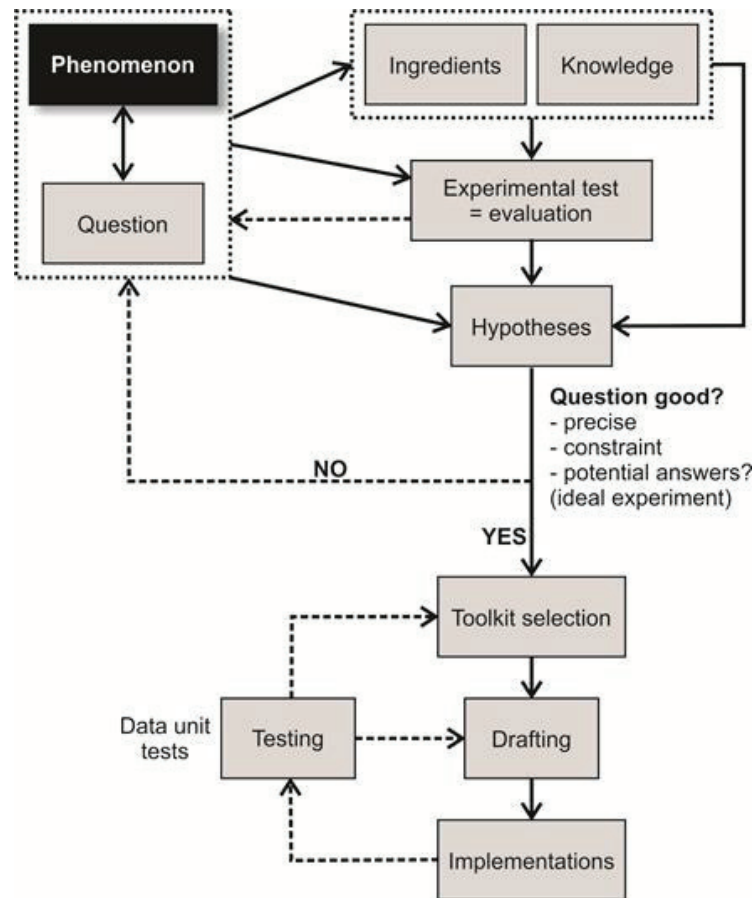 Phenomenon
Ingredients
Knowledge
Question
Experimental test
= evaluation
Hypotheses
Question good?
- precise
- constraint
- potential answers?
(ideal experiment)
NO
YES
Toolkit selection
Data unit
tests
Testing
Drafting
Implementations